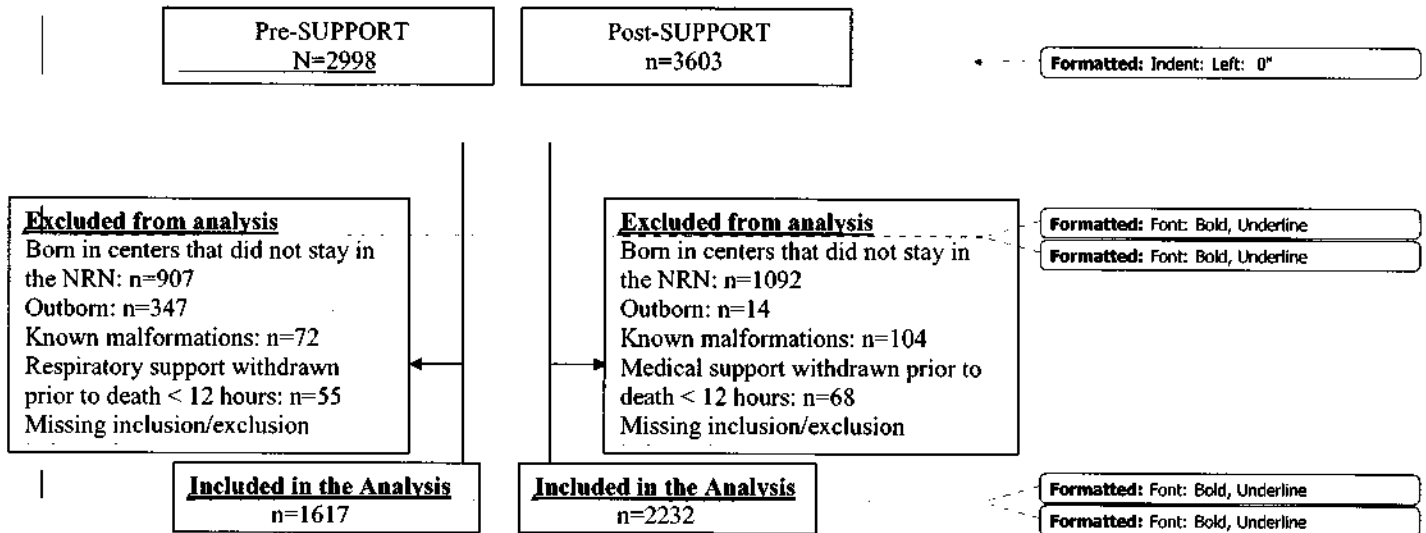 Pre-SUPPORT
N=2998
Post-SUPPORT
n=3603
Formatted: Indent: Left: 0"
Excluded from analysis
Born in centers that did not stay in
the NRN: n=907
Outborn: n=347
Known malformations: n=72
Respiratory support withdrawn
prior to death < 12 hours: n=55
Missing inclusion/exclusion
Excluded from analysis
Born in centers that did not stay in
the NRN: n=1092
Outborn: n=14
Known malformations: n=104
Medical support withdrawn prior to
death < 12 hours: n=68
Missing inclusion/exclusion
Formatted: Font: Bold, Underline
Formatted: Font: Bold, Underline
Included in the Analysis
n=1617
Included in the Analysis
n=2232
Formatted: Font: Bold, Underline
Formatted: Font: Bold, Underline